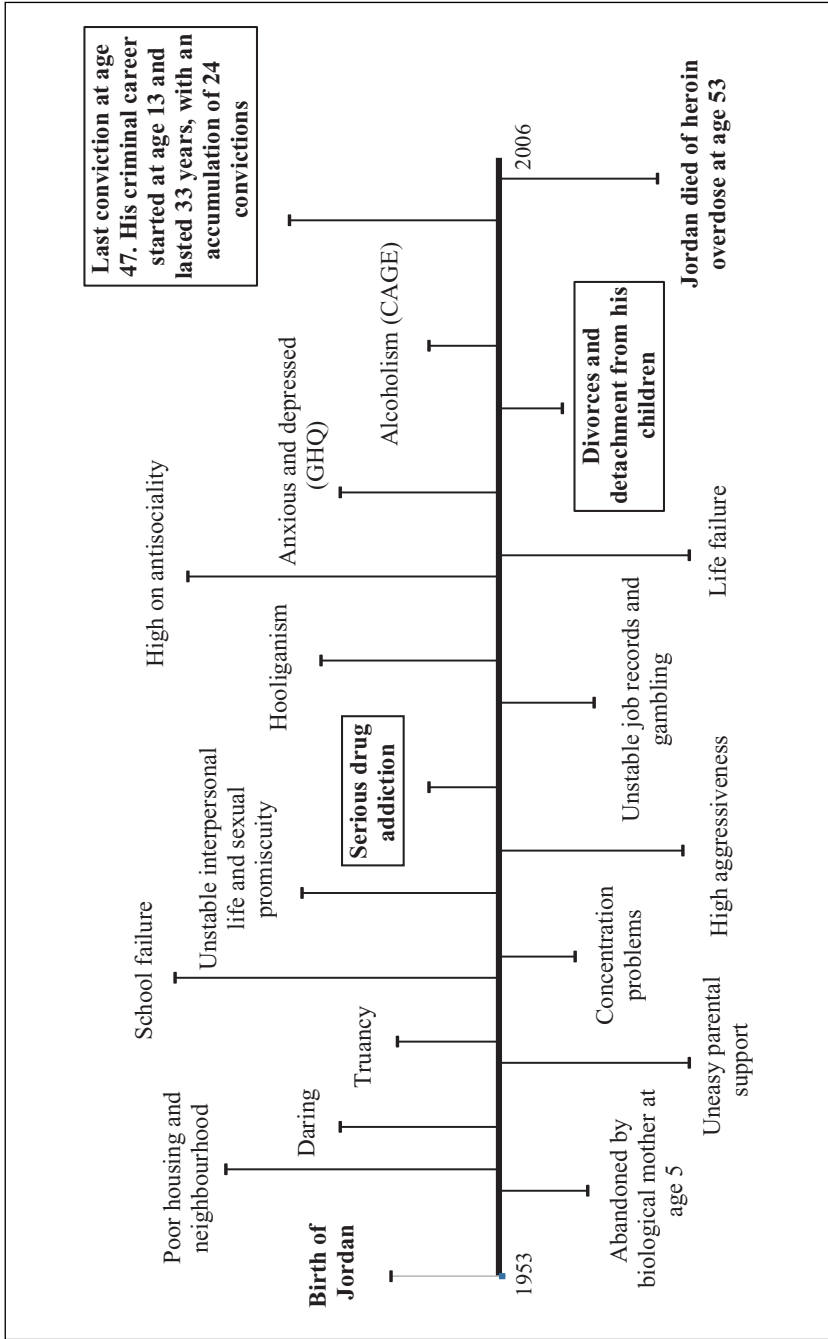 Birth of
Jordan
Poor housing and
neighbourhood
Daring
Truancy
School failure
Unstable interpersonal
life and sexual
promiscuity
Serious drug
addiction
Hooliganism
High on antisociality
Anxious and depressed
(GHQ)
Alcoholism (CAGE)
Last conviction at age
47. His criminal career
started at age 13 and
lasted 33 years, with an
accumulation of 24
convictions
1953
2006
Abandoned by
biological mother at
age 5
Uneasy parental
support
Concentration
problems
High aggressiveness
Unstable job records and
gambling
Life failure
Divorces and
detachment from his
children
Jordan died of heroin
overdose at age 53